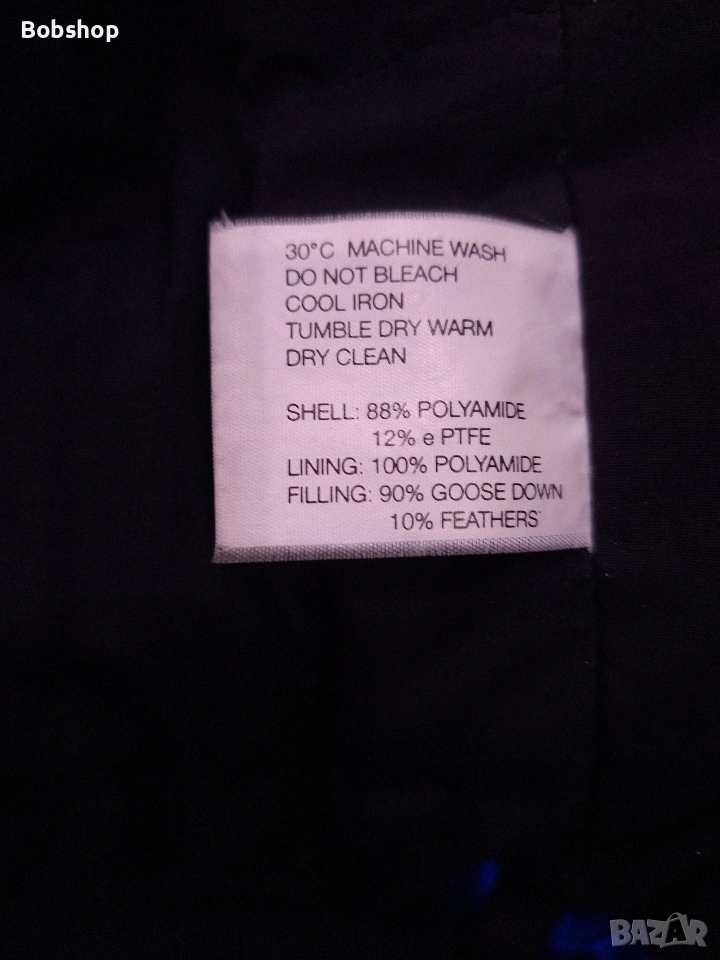 Bobshop
30°C MACHINE WASH
DO NOT BLEACH
COOL IRON
TUMBLE DRY WARM
DRY CLEAN
SHELL: 88% POLYAMIDE
12% e PTFE
LINING: 100% POLYAMIDE
FILLING: 90% GOOSE DOWN
10% FEATHERS
BAZAR